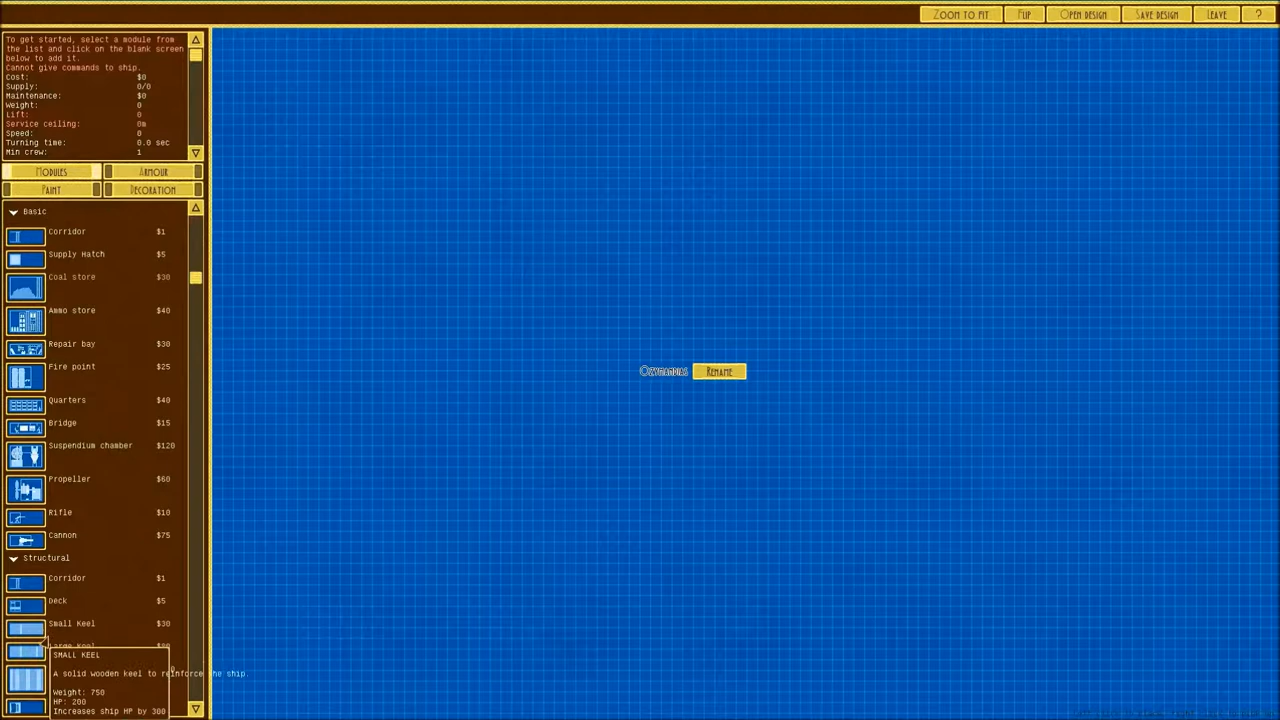 Zoom to fit
Flip
Open design
Save design
Leave
?
To get started, select a module from
the list and click on the blank screen
below to add it.
Cannot give commands to ship.
Cost: $0
Supply: 0/0
Maintenance: $0
Weight: 0
Lift: 0
Service ceiling: 0m
Speed: 0
Turning time: 0.0 sec
Min crew: 1
Modules
Armour
Paint
Decoration
Basic
Corridor $1
Supply Hatch $5
Coal store $30
Ammo store $40
Repair bay $30
Fire point $25
Quarters $40
Bridge $15
Suspendium chamber $120
Propeller $60
Rifle $10
Cannon $75
Structural
Corridor $1
Deck $5
Small Keel $30
Large Keel
SMALL KEEL
A solid wooden keel to reinforce the ship.
Weight: 750
HP: 200
Increases ship HP by 300
Ozymandias
Rename